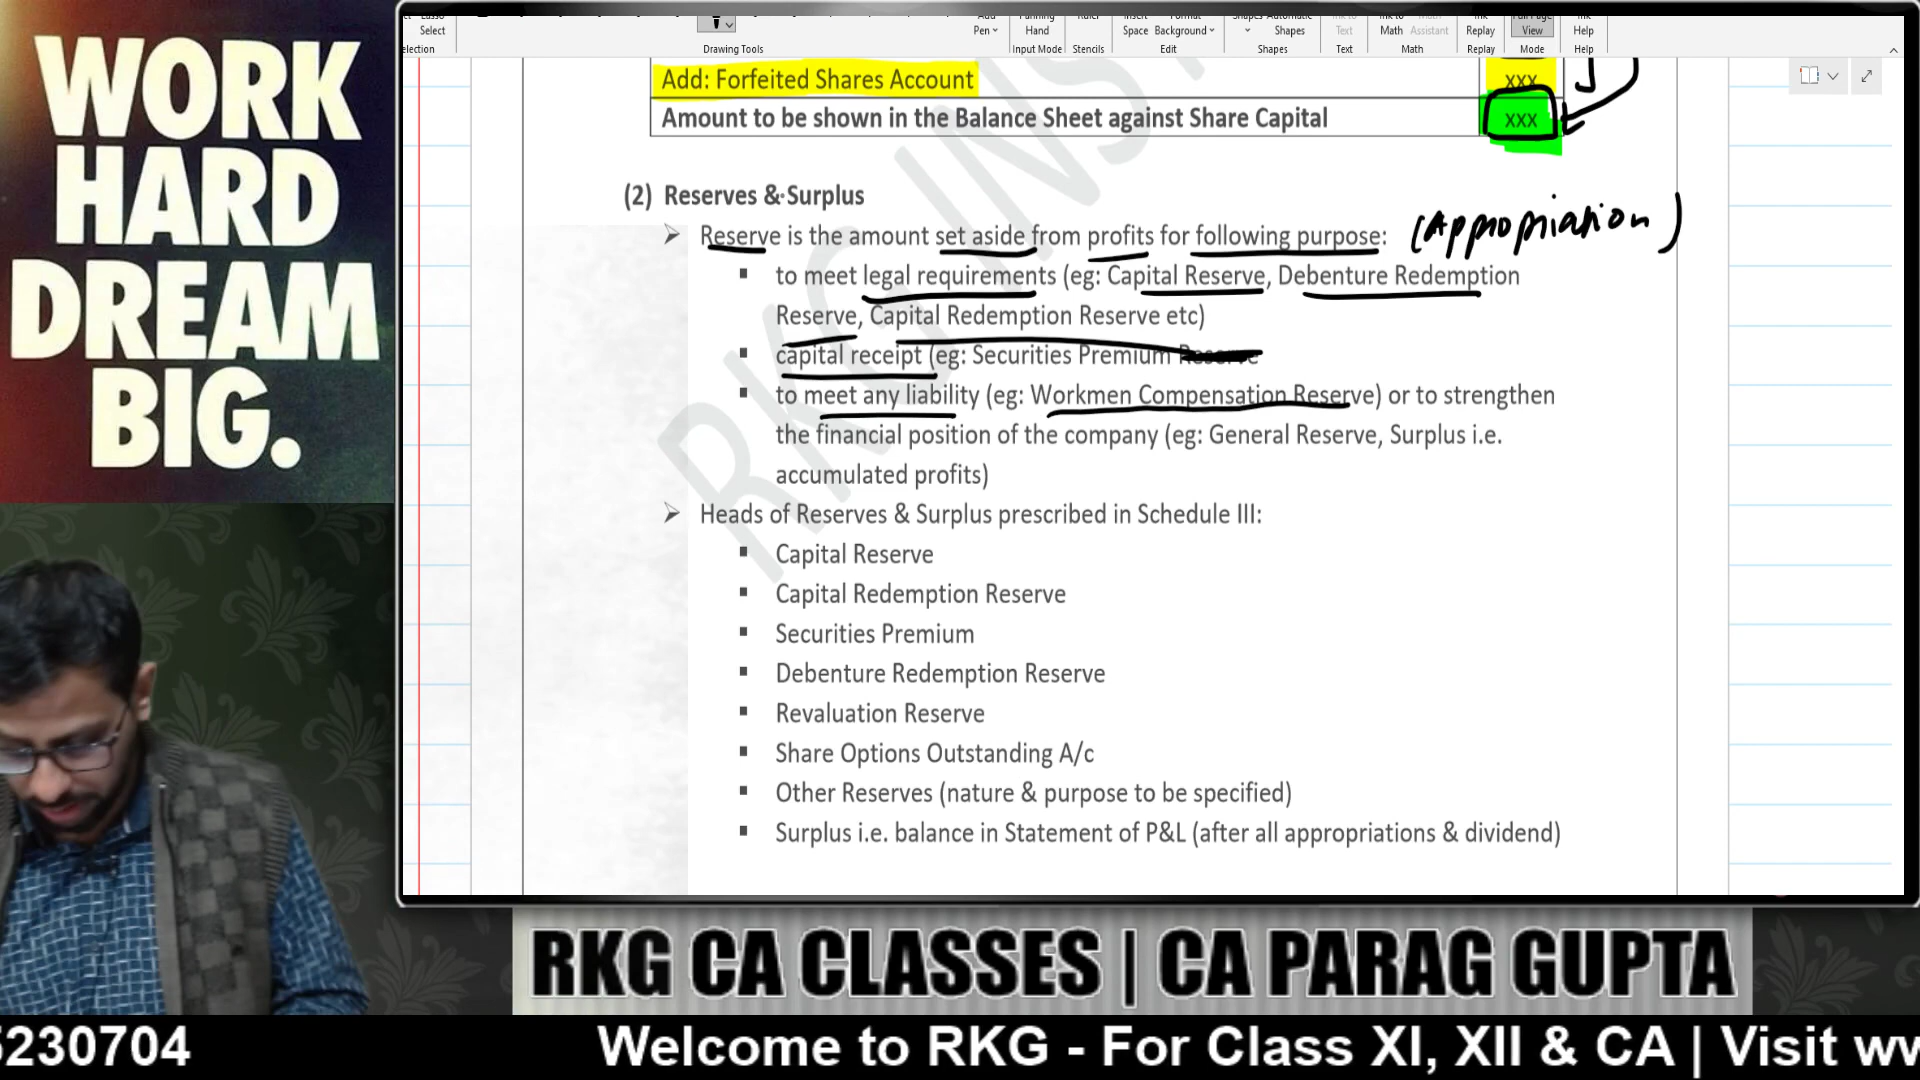 WORK
HARD
DREAM
BIG.
Select
Pen
Hand
Space
Background
Shapes
Text
Math
Assistant
Replay
View
Help
Drawing Tools
Input Mode
Stencils
Edit
Shapes
Text
Math
Replay
Mode
Help
Add: Forfeited Shares Account xxx
Amount to be shown in the Balance Sheet against Share Capital xxx
(2) Reserves & Surplus
Reserve is the amount set aside from profits for following purpose: (Appropriation)
to meet legal requirements (eg: Capital Reserve, Debenture Redemption
Reserve, Capital Redemption Reserve etc)
capital receipt (eg: Securities Premium Reserve
to meet any liability (eg: Workmen Compensation Reserve) or to strengthen
the financial position of the company (eg: General Reserve, Surplus i.e.
accumulated profits)
Heads of Reserves & Surplus prescribed in Schedule III:
Capital Reserve
Capital Redemption Reserve
Securities Premium
Debenture Redemption Reserve
Revaluation Reserve
Share Options Outstanding A/c
Other Reserves (nature & purpose to be specified)
Surplus i.e. balance in Statement of P&L (after all appropriations & dividend)
RKG INST
RKG CA CLASSES | CA PARAG GUPTA
5230704 Welcome to RKG - For Class XI, XII & CA | Visit ww